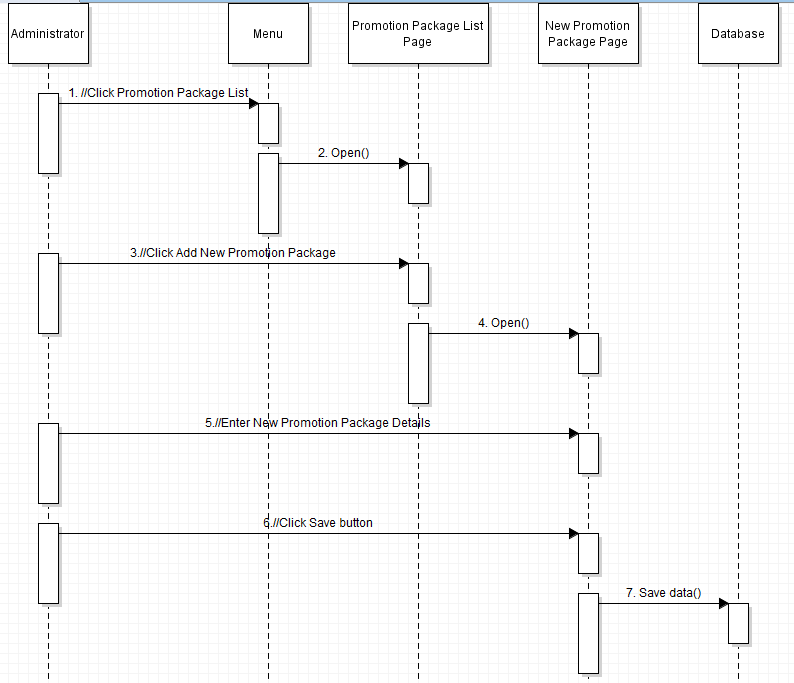 Administrator
Menu
Promotion Package List
Page
New Promotion
Package Page
Database
1. //Click Promotion Package List
2. Open()
3.//Click Add New Promotion Package
4. Open()
5.//Enter New Promotion Package Details
6.//Click Save button
7. Save data()